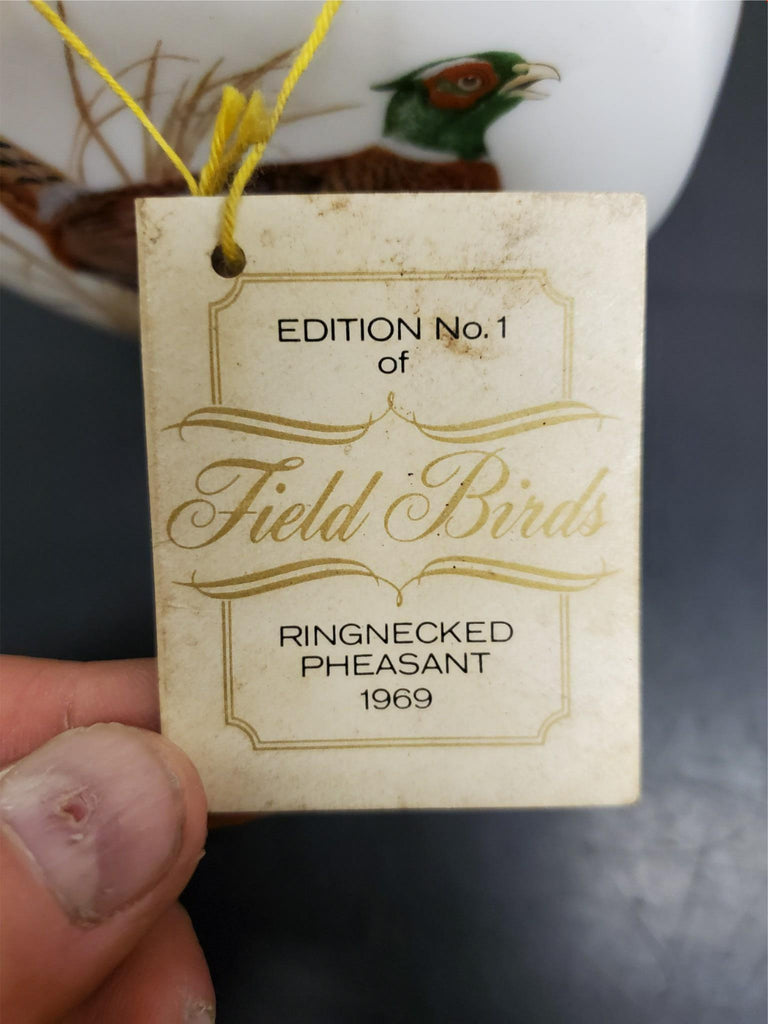 EDITION No. 1
of
Field Birds
RINGNECKED
PHEASANT
1969